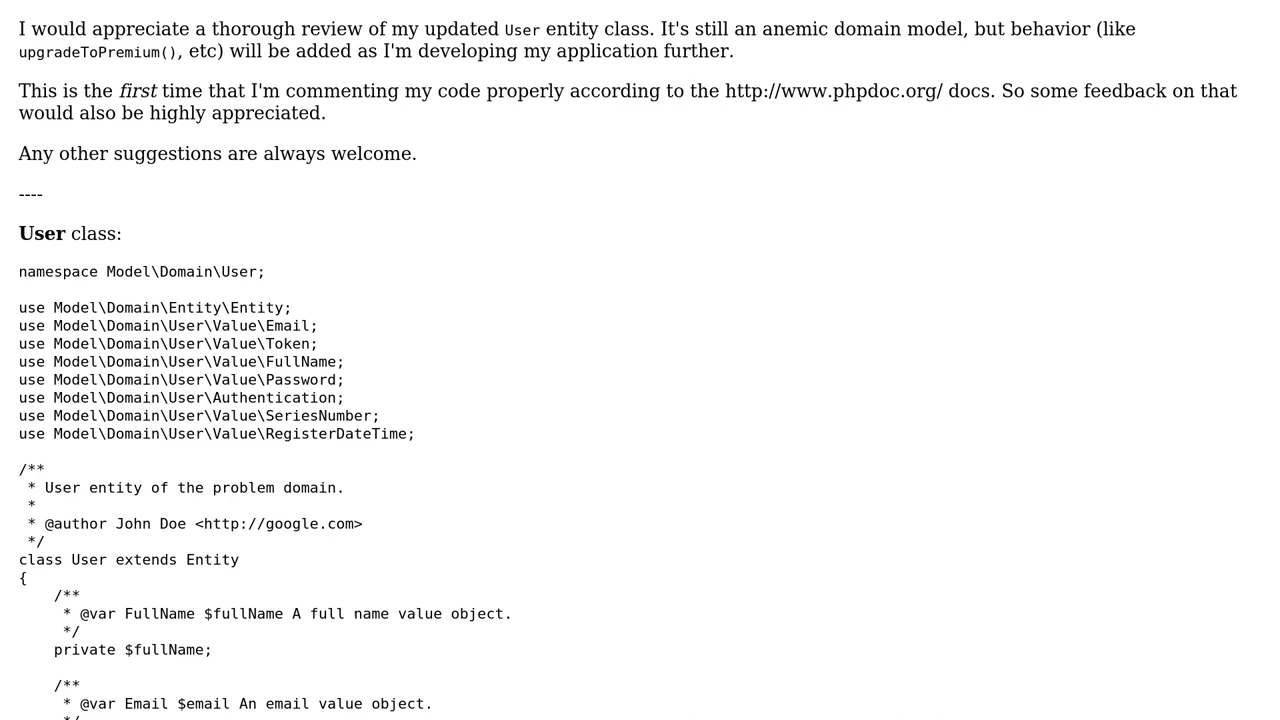 I would appreciate a thorough review of my updated User entity class. It's still an anemic domain model, but behavior (like
upgradeToPremium(), etc) will be added as I'm developing my application further.
This is the first time that I'm commenting my code properly according to the http://www.phpdoc.org/ docs. So some feedback on that
would also be highly appreciated.
Any other suggestions are always welcome.
----
User class:
namespace Model\Domain\User;
use Model\Domain\Entity\Entity;
use Model\Domain\User\Value\Email;
use Model\Domain\User\Value\Token;
use Model\Domain\User\Value\FullName;
use Model\Domain\User\Value\Password;
use Model\Domain\User\Authentication;
use Model\Domain\User\Value\SeriesNumber;
use Model\Domain\User\Value\RegisterDateTime;
/**
 * User entity of the problem domain.
 *
 * @author John Doe <http://google.com>
 */
class User extends Entity
{
    /**
     * @var FullName $fullName A full name value object.
     */
    private $fullName;
    /**
     * @var Email $email An email value object.
     */